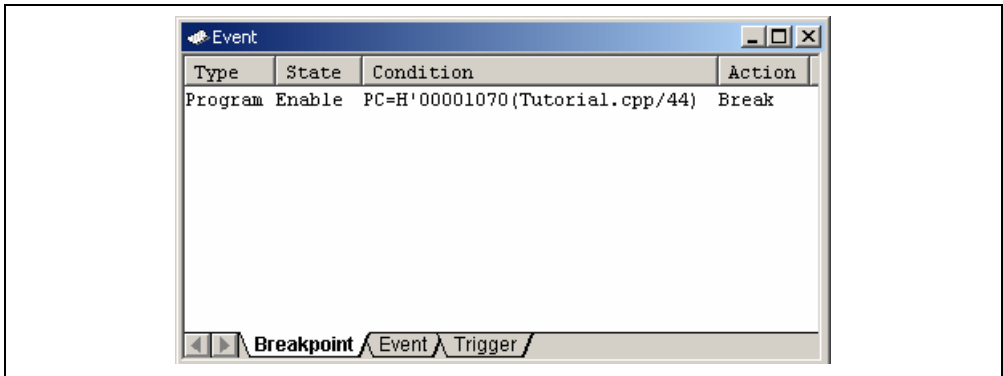 Event
Type State Condition Action
Program Enable PC=H'00001070(Tutorial.cpp/44) Break
Breakpoint Event Trigger